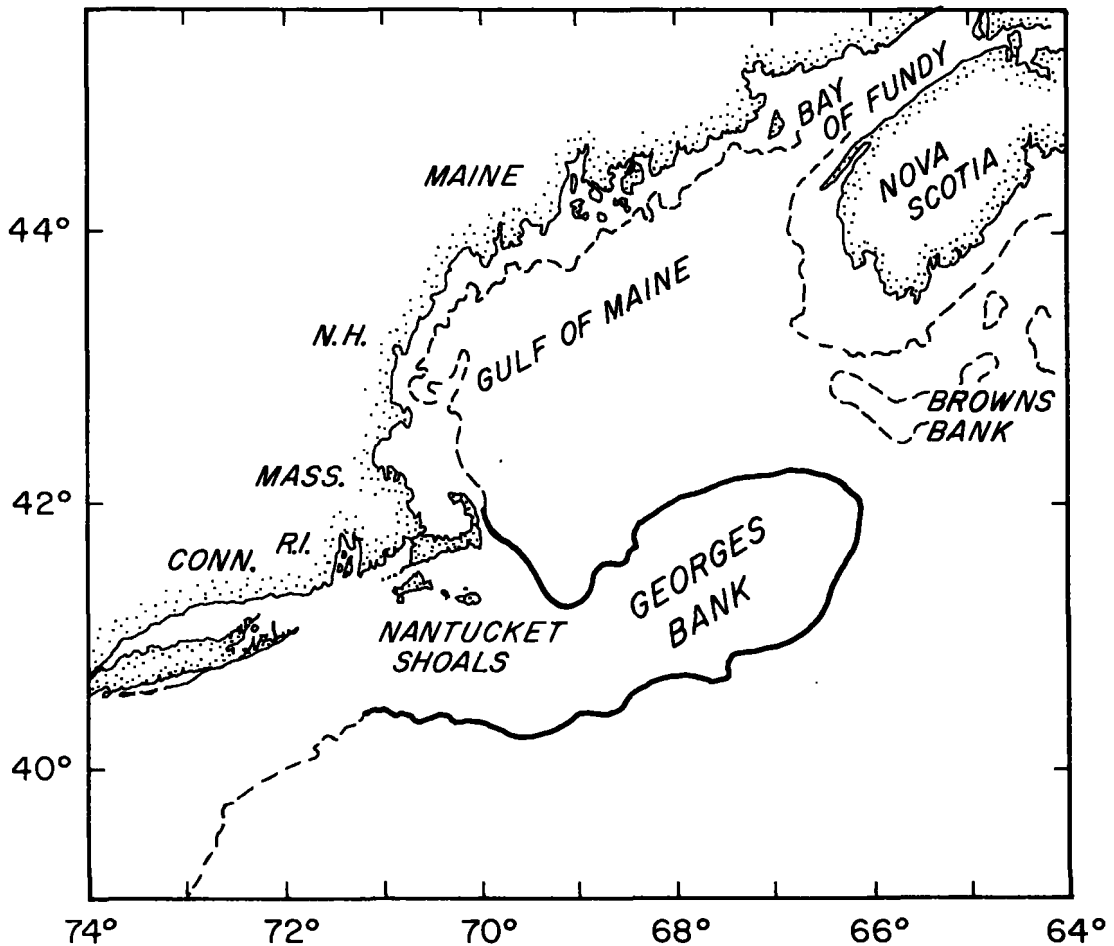 BAY
OF FUNDY
NOVA
SCOTIA
MAINE
44°
GULF OF MAINE
N.H.
BROWNS
BANK
MASS.
42°
R.I.
CONN.
GEORGES
BANK
NANTUCKET
SHOALS
40°
74°
72°
70°
68°
66°
64°